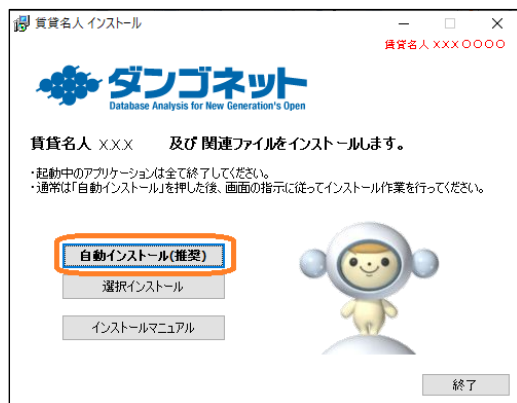 賃貸名人 インストール
賃貸名人 XXX〇〇〇〇
ダンゴネット
Database Analysis for New Generation's Open
賃貸名人 XXX 及び 関連ファイルをインストールします。
・起動中のアプリケーションは全て終了してください。
・通常は「自動インストール」を押した後、画面の指示に従ってインストール作業を行ってください。
自動インストール(推奨)
選択インストール
インストールマニュアル
終了